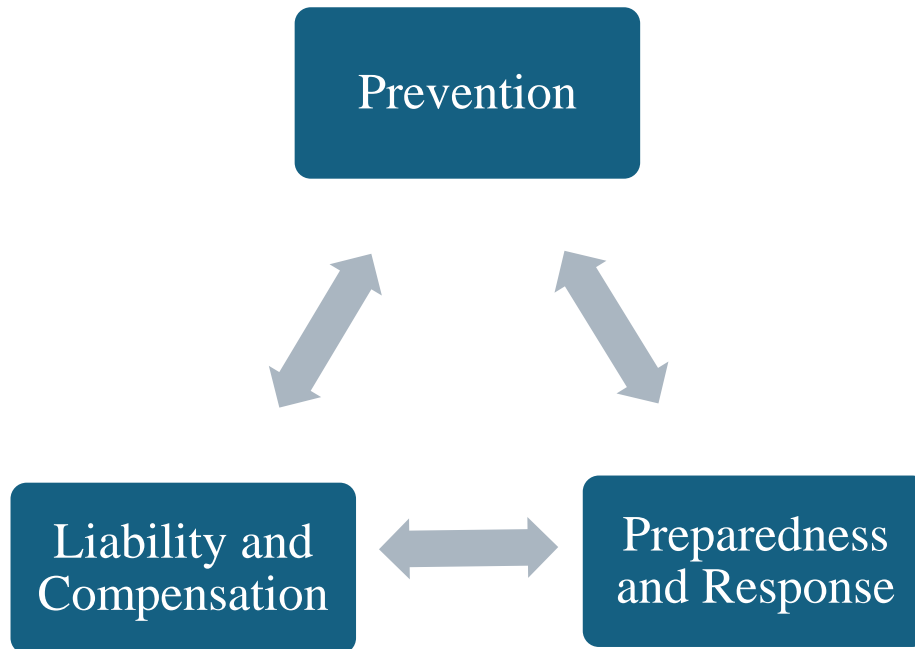 Prevention
Liability and
Compensation
Preparedness
and Response